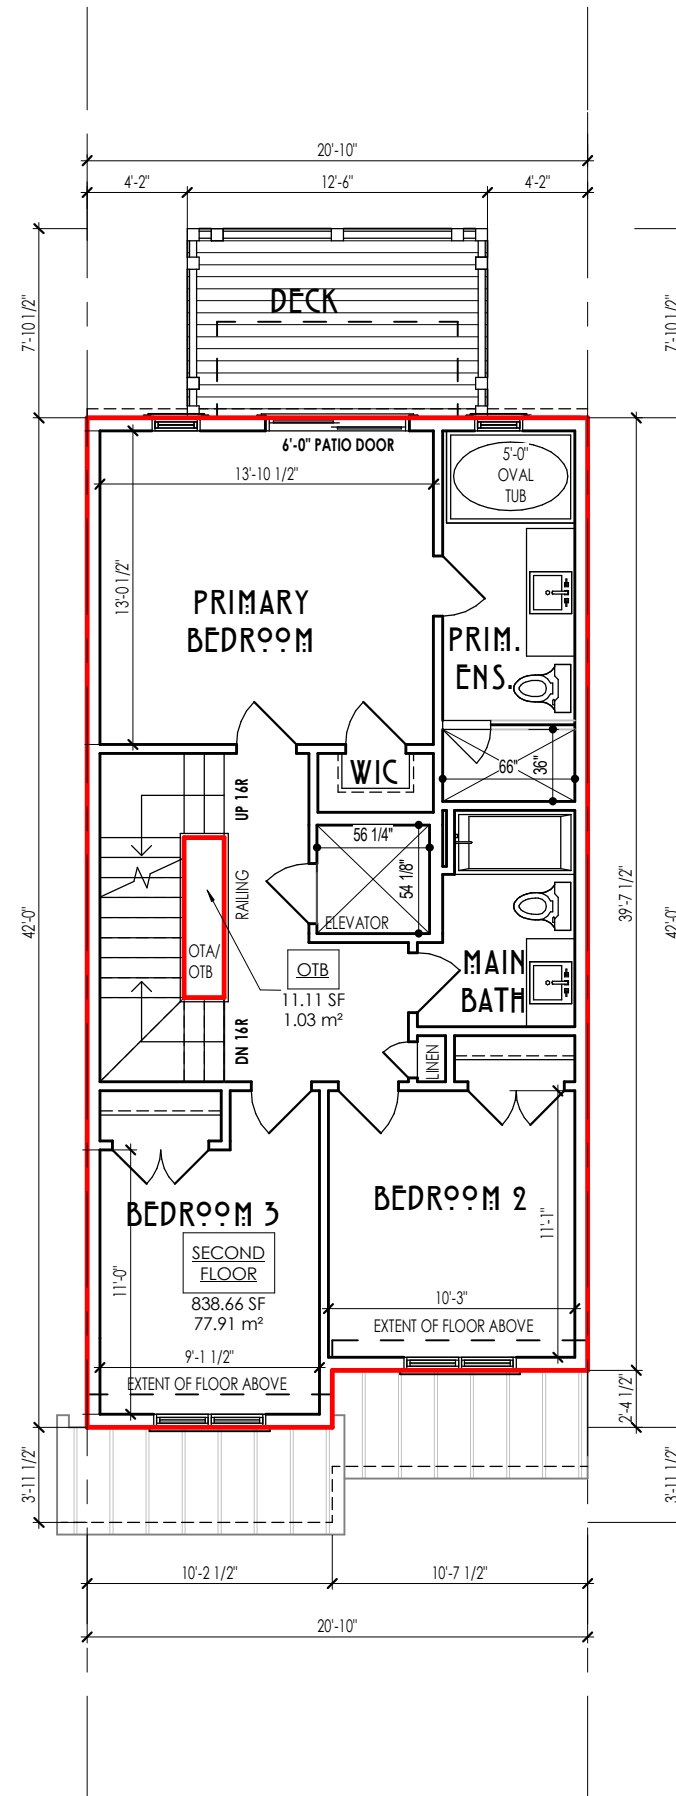 20'-10"
4'-2"
12'-6"
4'-2"
7'-10 1/2"
7'-10 1/2"
DECK
6'-0" PATIO DOOR
13'-10 1/2"
5'-0"
OVAL
TUB
13'-0 1/2"
PRIMARY
BEDROOM
PRIM.
ENS.
WIC
66"
36"
UP 16R
56 1/4"
54 1/8"
ELEVATOR
RAILING
OTA/
OTB
OTB
11.11 SF
1.03 m²
MAIN
BATH
42'-0"
39'-7 1/2"
42'-0"
DN 16R
LINEN
BEDROOM 3
BEDROOM 2
11'-0"
11'-1"
SECOND
FLOOR
838.66 SF
77.91 m²
10'-3"
EXTENT OF FLOOR ABOVE
9'-1 1/2"
EXTENT OF FLOOR ABOVE
2'-4 1/2"
3'-11 1/2"
3'-11 1/2"
10'-2 1/2"
10'-7 1/2"
20'-10"